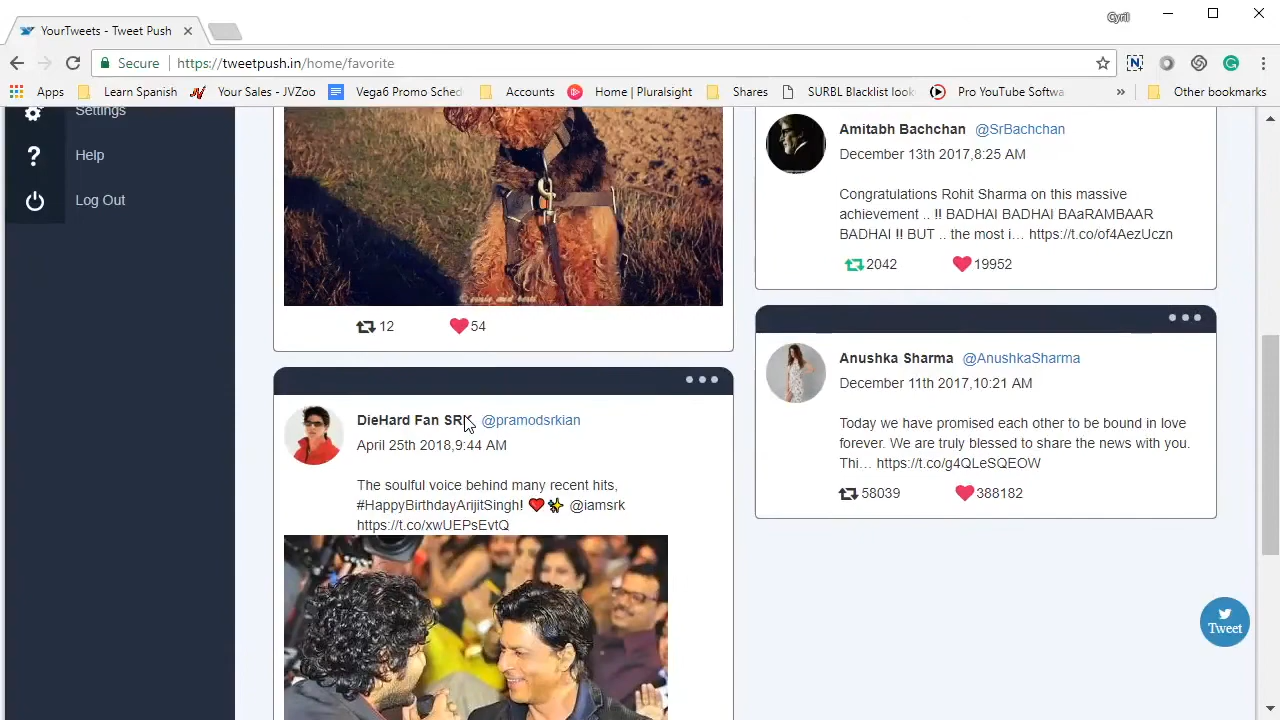 Cyril
YourTweets - Tweet Push
Secure
https://tweetpush.in/home/favorite
Apps
Learn Spanish
Your Sales - JVZoo
Vega6 Promo Sched
Accounts
Home | Pluralsight
Shares
SURBL Blacklist look
Pro YouTube Softwa
»
Other bookmarks
Settings
? Help
Log Out
12 54
DieHard Fan SRK @pramodsrkian
April 25th 2018,9:44 AM
The soulful voice behind many recent hits,
#HappyBirthdayArijitSingh! ❤️✨ @iamsrk
https://t.co/xwUEPsEvtQ
Amitabh Bachchan @SrBachchan
December 13th 2017,8:25 AM
Congratulations Rohit Sharma on this massive
achievement .. !! BADHAI BADHAI BAaRAMBAAR
BADHAI !! BUT .. the most i… https://t.co/of4AezUczn
2042 19952
Anushka Sharma @AnushkaSharma
December 11th 2017,10:21 AM
Today we have promised each other to be bound in love
forever. We are truly blessed to share the news with you.
Thi… https://t.co/g4QLeSQEOW
58039 388182
Tweet